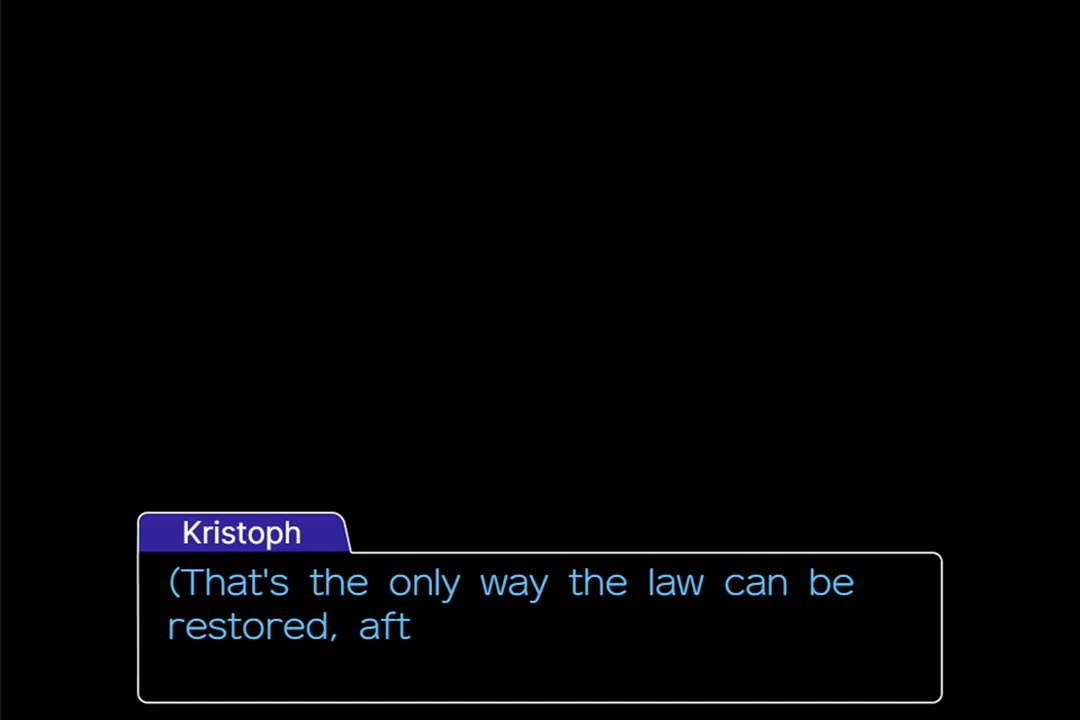 Kristoph
(That's the only way the law can be
restored, aft